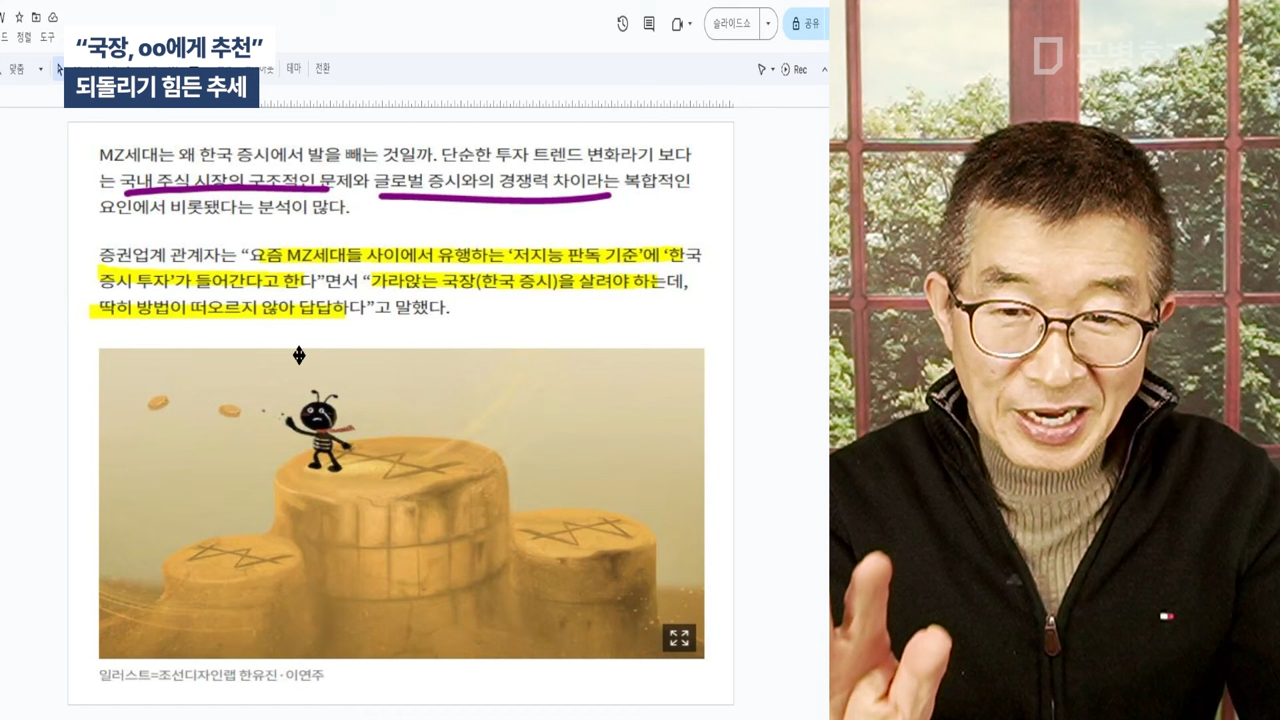 “국장, oo에게 추천”
되돌리기 힘든 추세
정렬 도구
슬라이드쇼
공유
맞춤
테마 전환
Rec
MZ세대는 왜 한국 증시에서 발을 빼는 것일까. 단순한 투자 트렌드 변화라기 보다
는 국내 주식 시장의 구조적인 문제와 글로벌 증시와의 경쟁력 차이라는 복합적인
요인에서 비롯됐다는 분석이 많다.
증권업계 관계자는 “요즘 MZ세대들 사이에서 유행하는 ‘저지능 판독 기준’에 ‘한국
증시 투자’가 들어간다고 한다”면서 “가라앉는 국장(한국 증시)을 살려야 하는데,
딱히 방법이 떠오르지 않아 답답하다”고 말했다.
일러스트=조선디자인랩 한유진·이연주